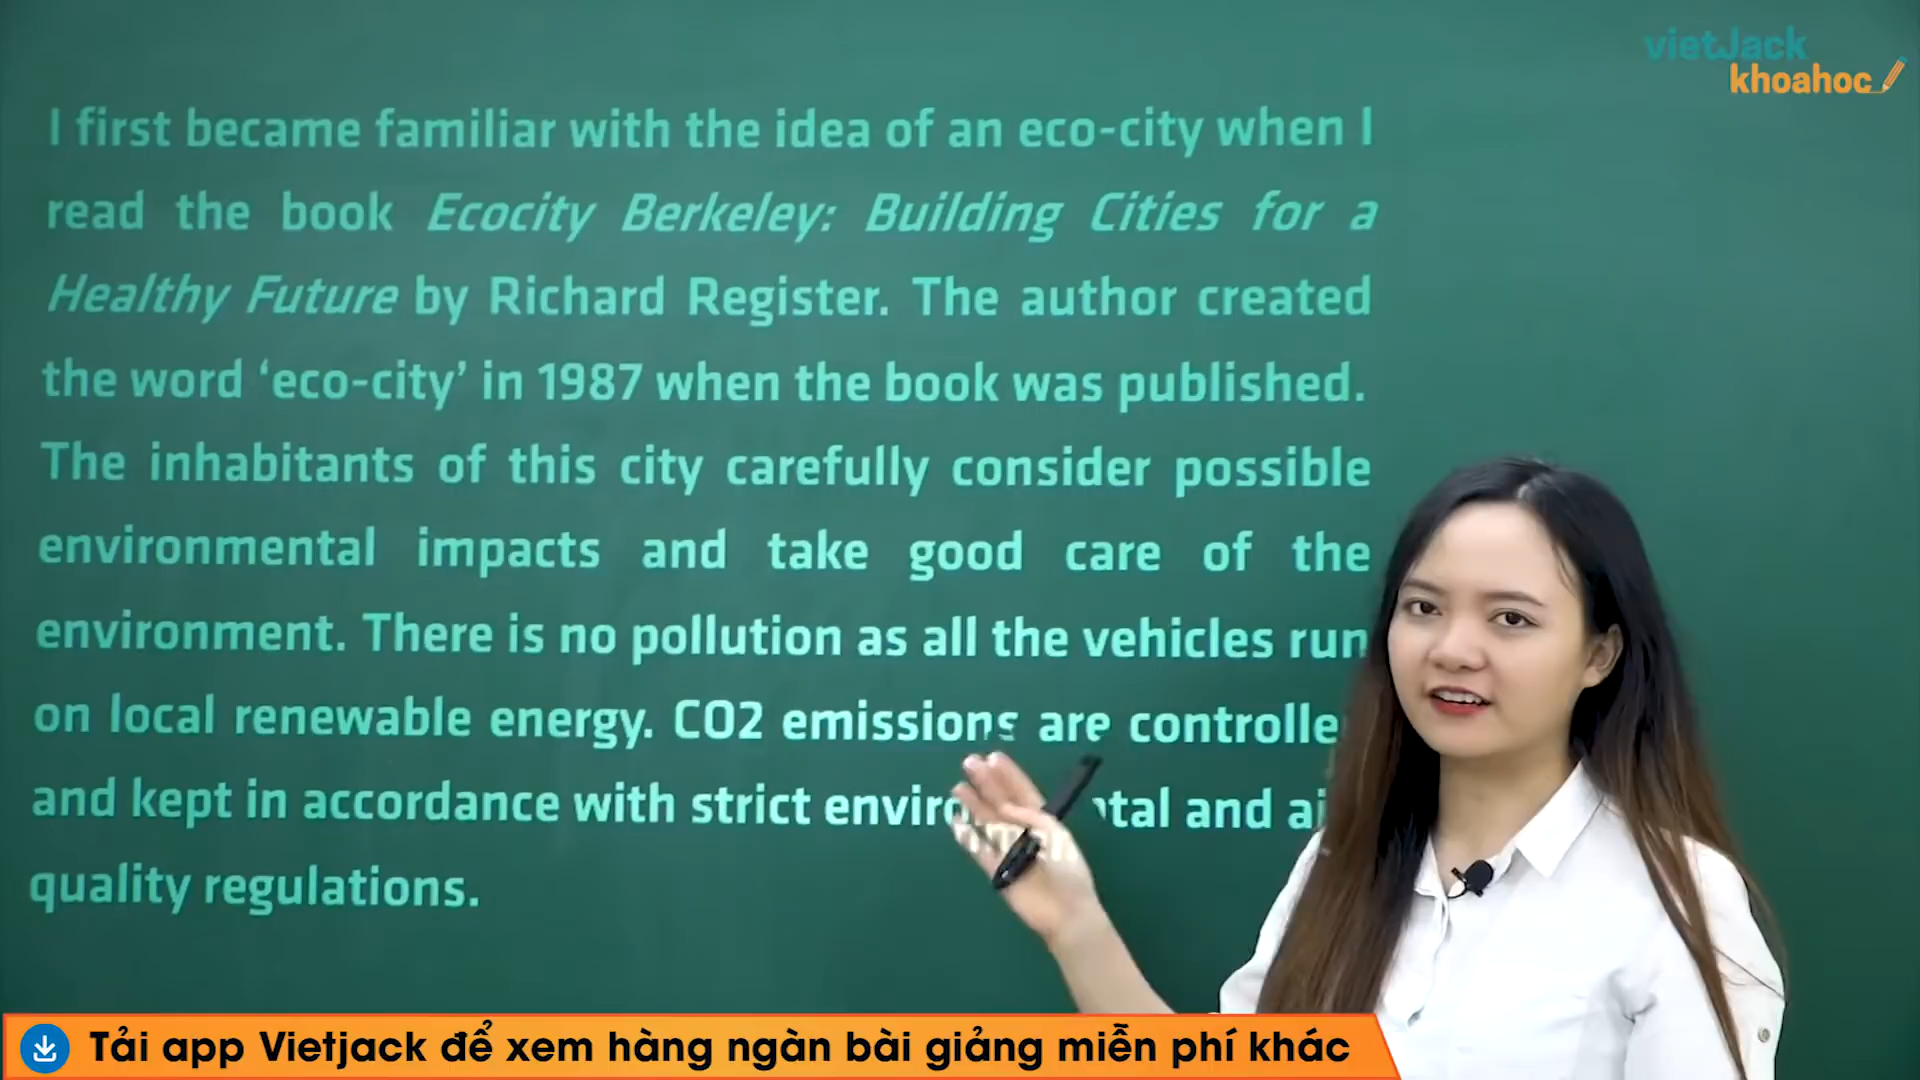 vietJack
khoahoc
I first became familiar with the idea of an eco-city when I
read the book Ecocity Berkeley: Building Cities for a
Healthy Future by Richard Register. The author created
the word ‘eco-city’ in 1987 when the book was published.
The inhabitants of this city carefully consider possible
environmental impacts and take good care of the
environment. There is no pollution as all the vehicles run
on local renewable energy. CO2 emissions are
and kept in accordance with strict and
quality regulations.
Tải app Vietjack để xem hàng ngàn bài giảng miễn phí khác